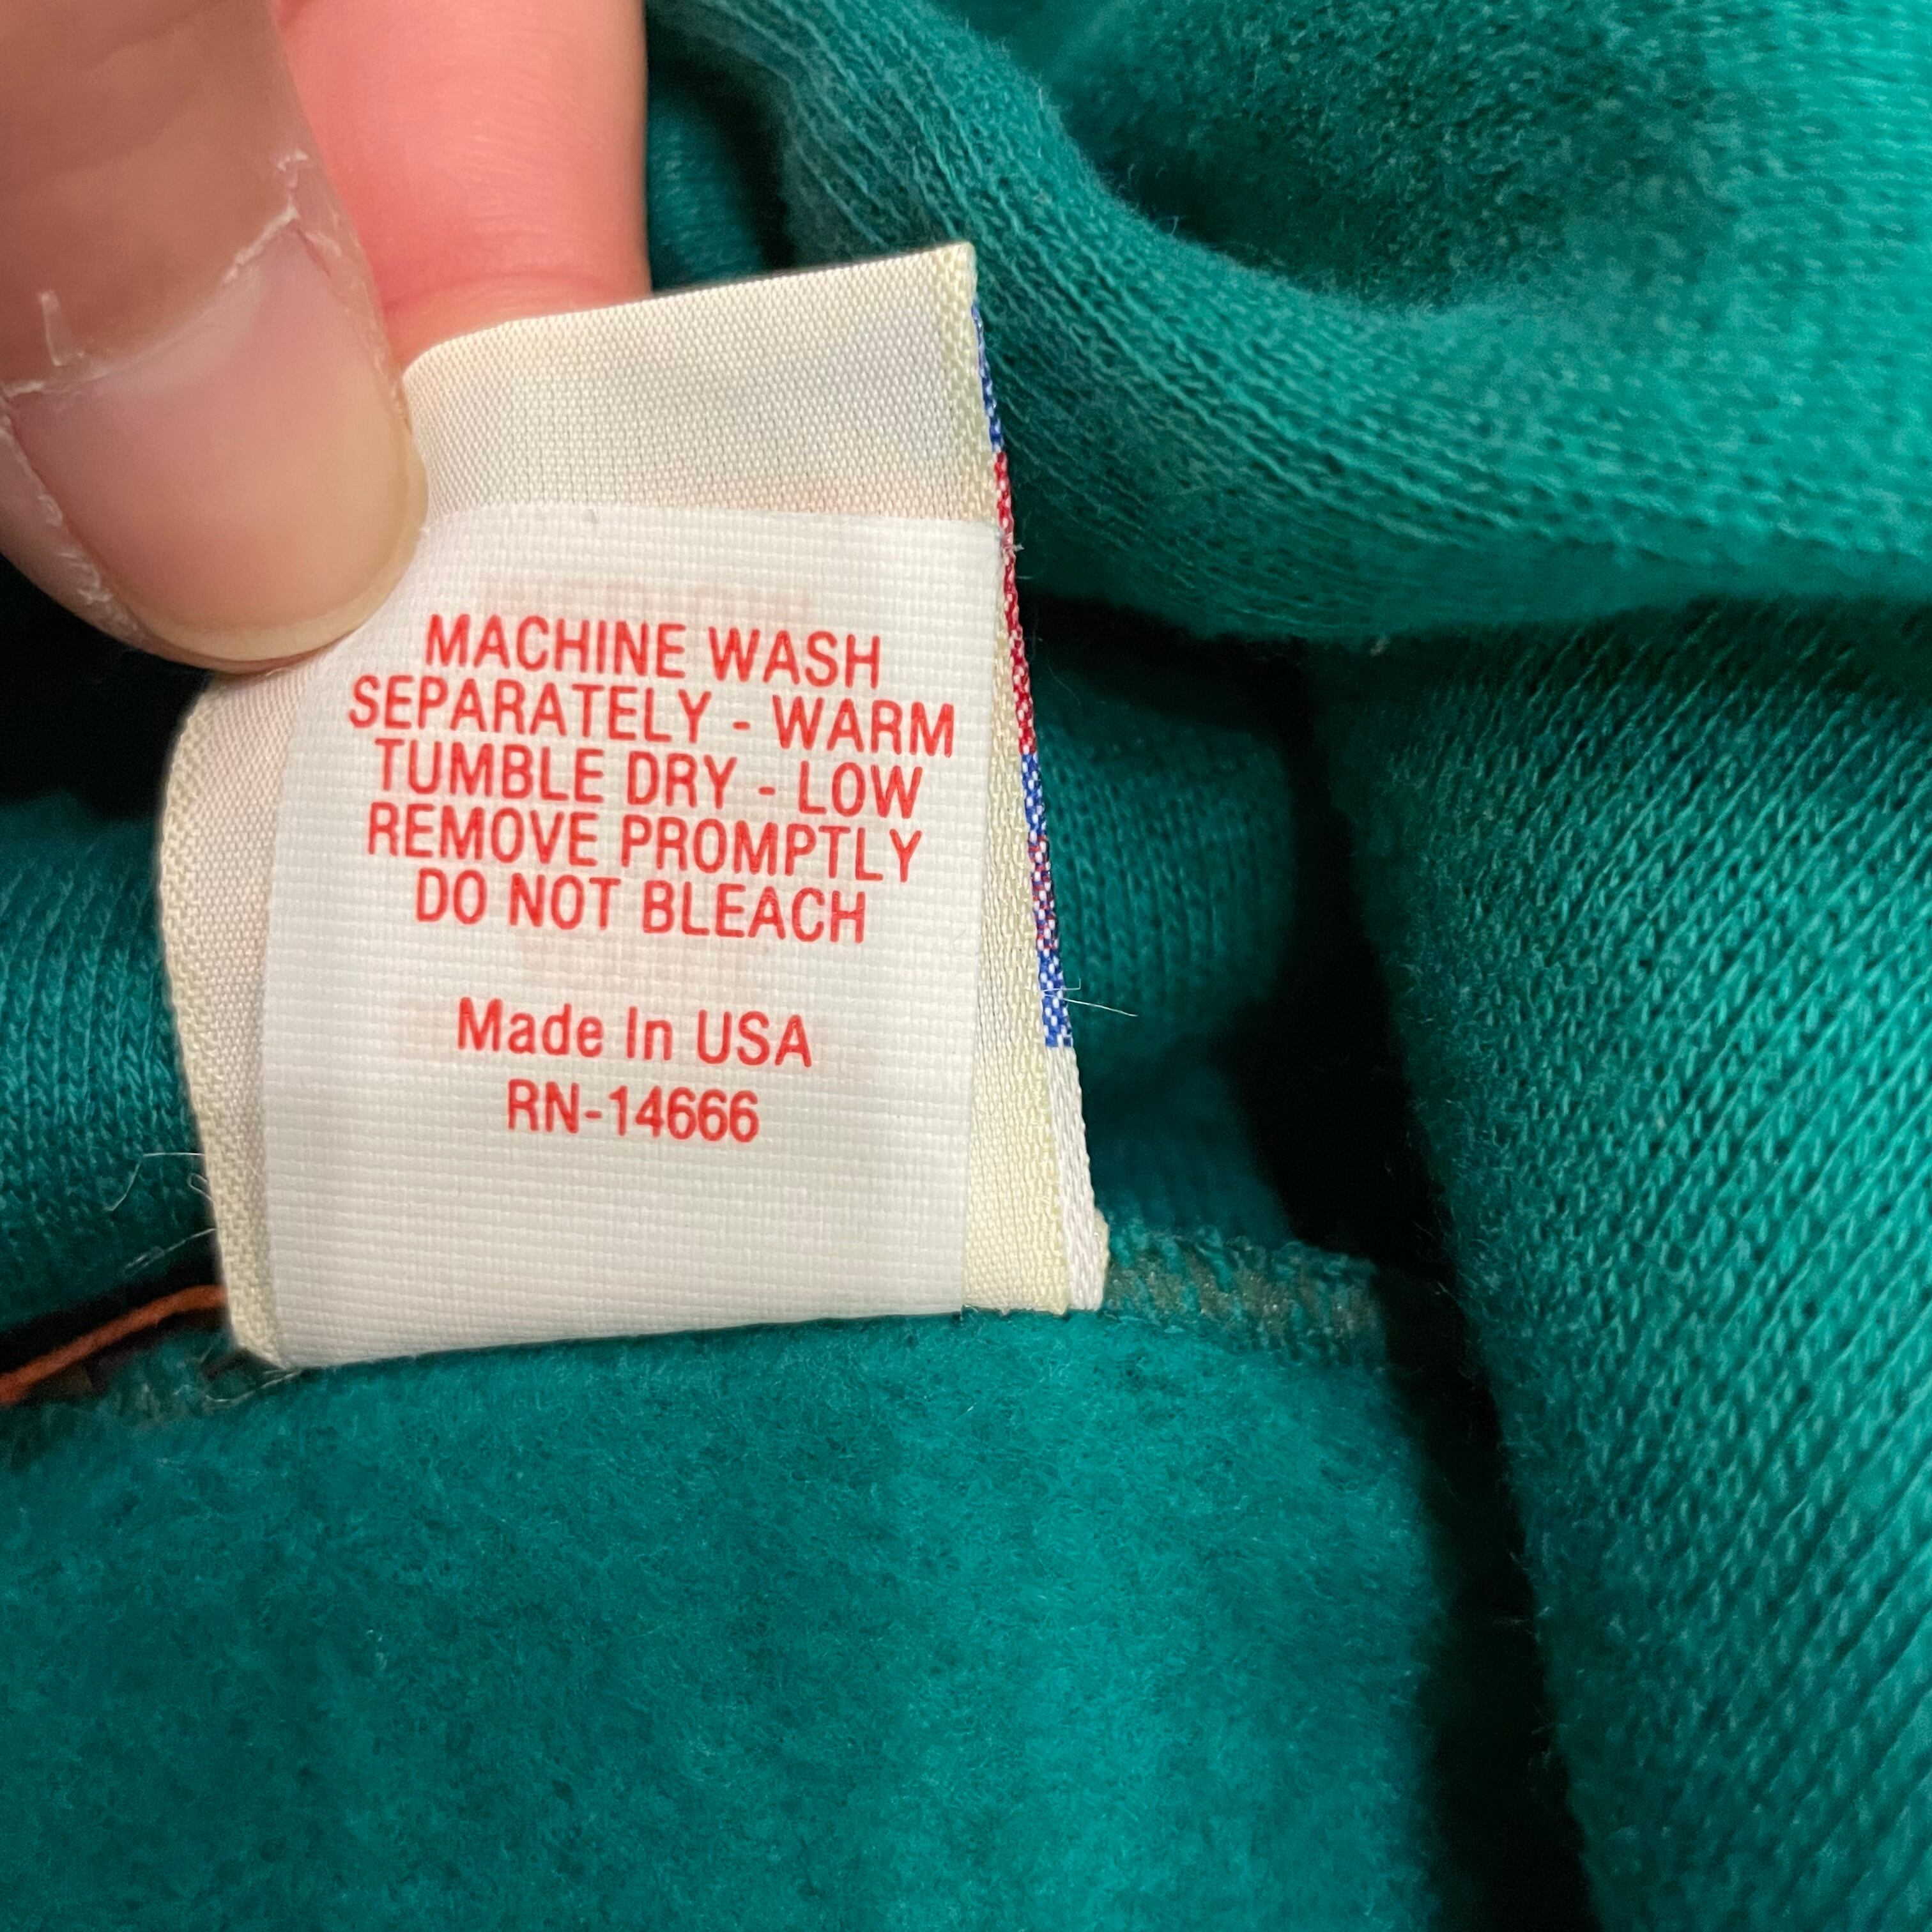 MACHINE WASH
SEPARATELY - WARM
TUMBLE DRY - LOW
REMOVE PROMPTLY
DO NOT BLEACH
Made In USA
RN-14666